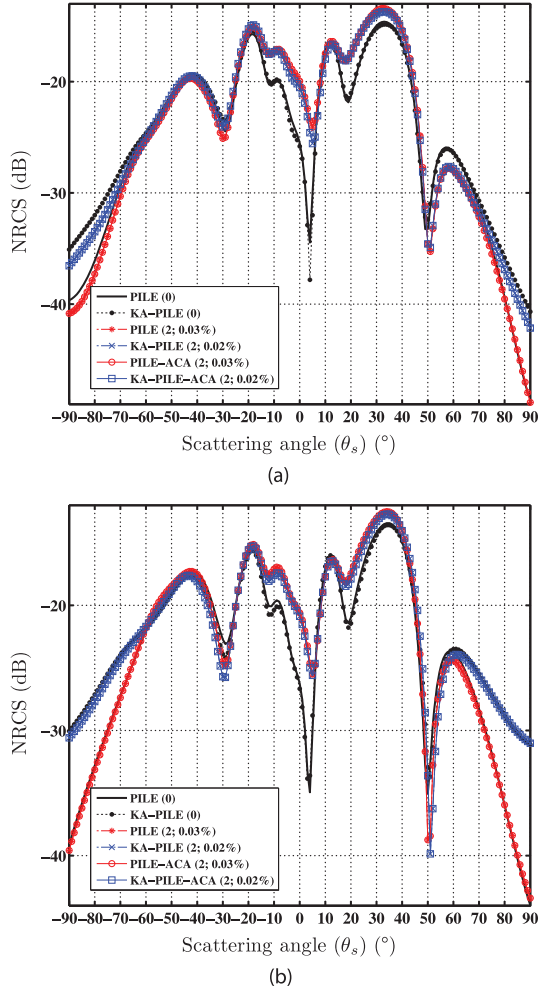 −20
−30
−40
NRCS (dB)
PILE (0)
KA−PILE (0)
PILE (2; 0.03%)
KA−PILE (2; 0.02%)
PILE−ACA (2; 0.03%)
KA−PILE−ACA (2; 0.02%)
−90−80−70−60−50−40−30−20−10 0 10 20 30 40 50 60 70 80 90
Scattering angle (θs) (°)
(a)
−20
−30
−40
NRCS (dB)
PILE (0)
KA−PILE (0)
PILE (2; 0.03%)
KA−PILE (2; 0.02%)
PILE−ACA (2; 0.03%)
KA−PILE−ACA (2; 0.02%)
−90−80−70−60−50−40−30−20−10 0 10 20 30 40 50 60 70 80 90
Scattering angle (θs) (°)
(b)